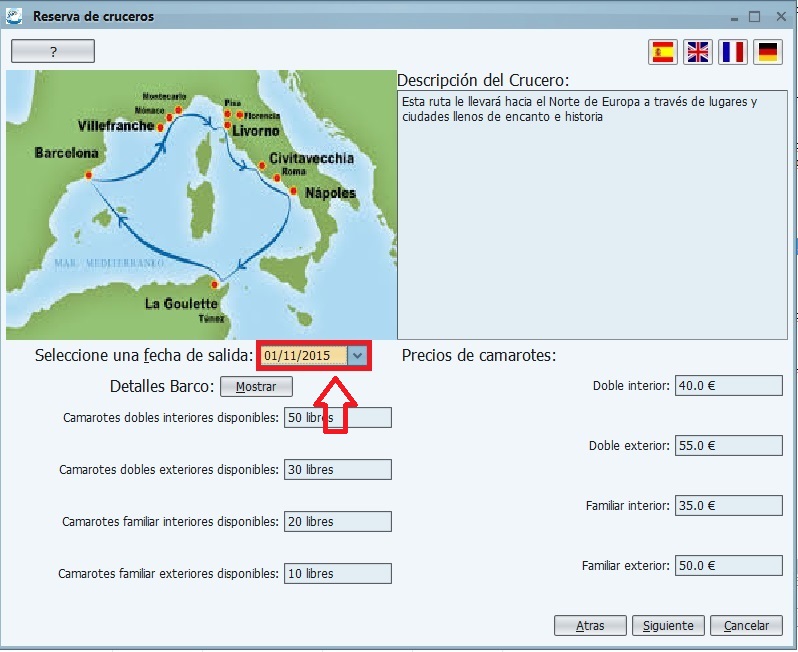 Reserva de cruceros
?
Montecarlo
Mónaco
Villefranche
Pisa
Florencia
Livorno
Barcelona
Civitavecchia
Roma
Nápoles
MAR MEDITERRANEO
La Goulette
Túnez
Descripción del Crucero:
Esta ruta le llevará hacia el Norte de Europa a través de lugares y
ciudades llenos de encanto e historia
Seleccione una fecha de salida: 01/11/2015
Detalles Barco: Mostrar
Camarotes dobles interiores disponibles: 50 libres
Camarotes dobles exteriores disponibles: 30 libres
Camarotes familiar interiores disponibles: 20 libres
Camarotes familiar exteriores disponibles: 10 libres
Precios de camarotes:
Doble interior: 40.0 €
Doble exterior: 55.0 €
Familiar interior: 35.0 €
Familiar exterior: 50.0 €
Atras Siguiente Cancelar